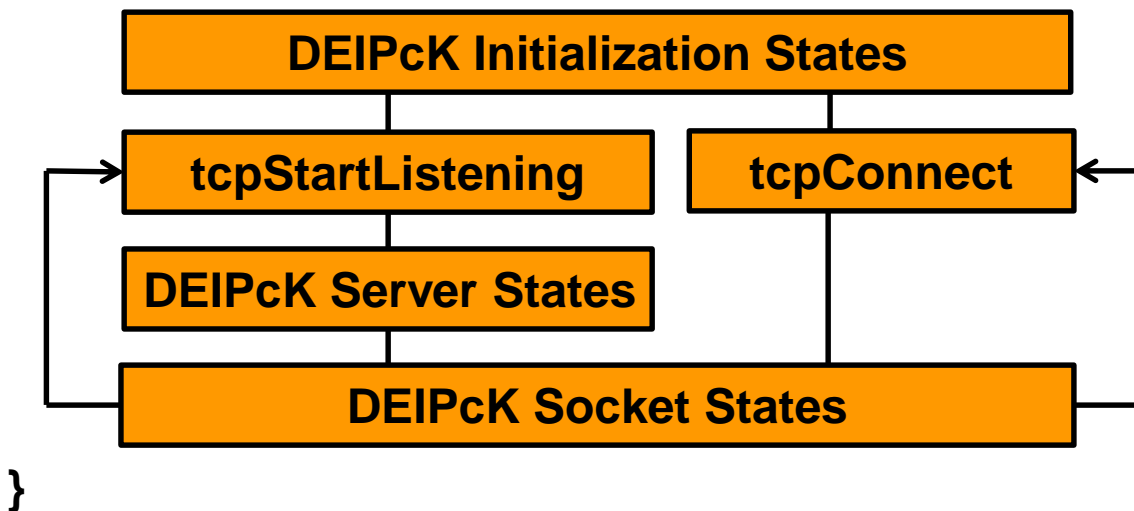 DEIPcK Initialization States
tcpStartListening
tcpConnect
DEIPcK Server States
DEIPcK Socket States
}